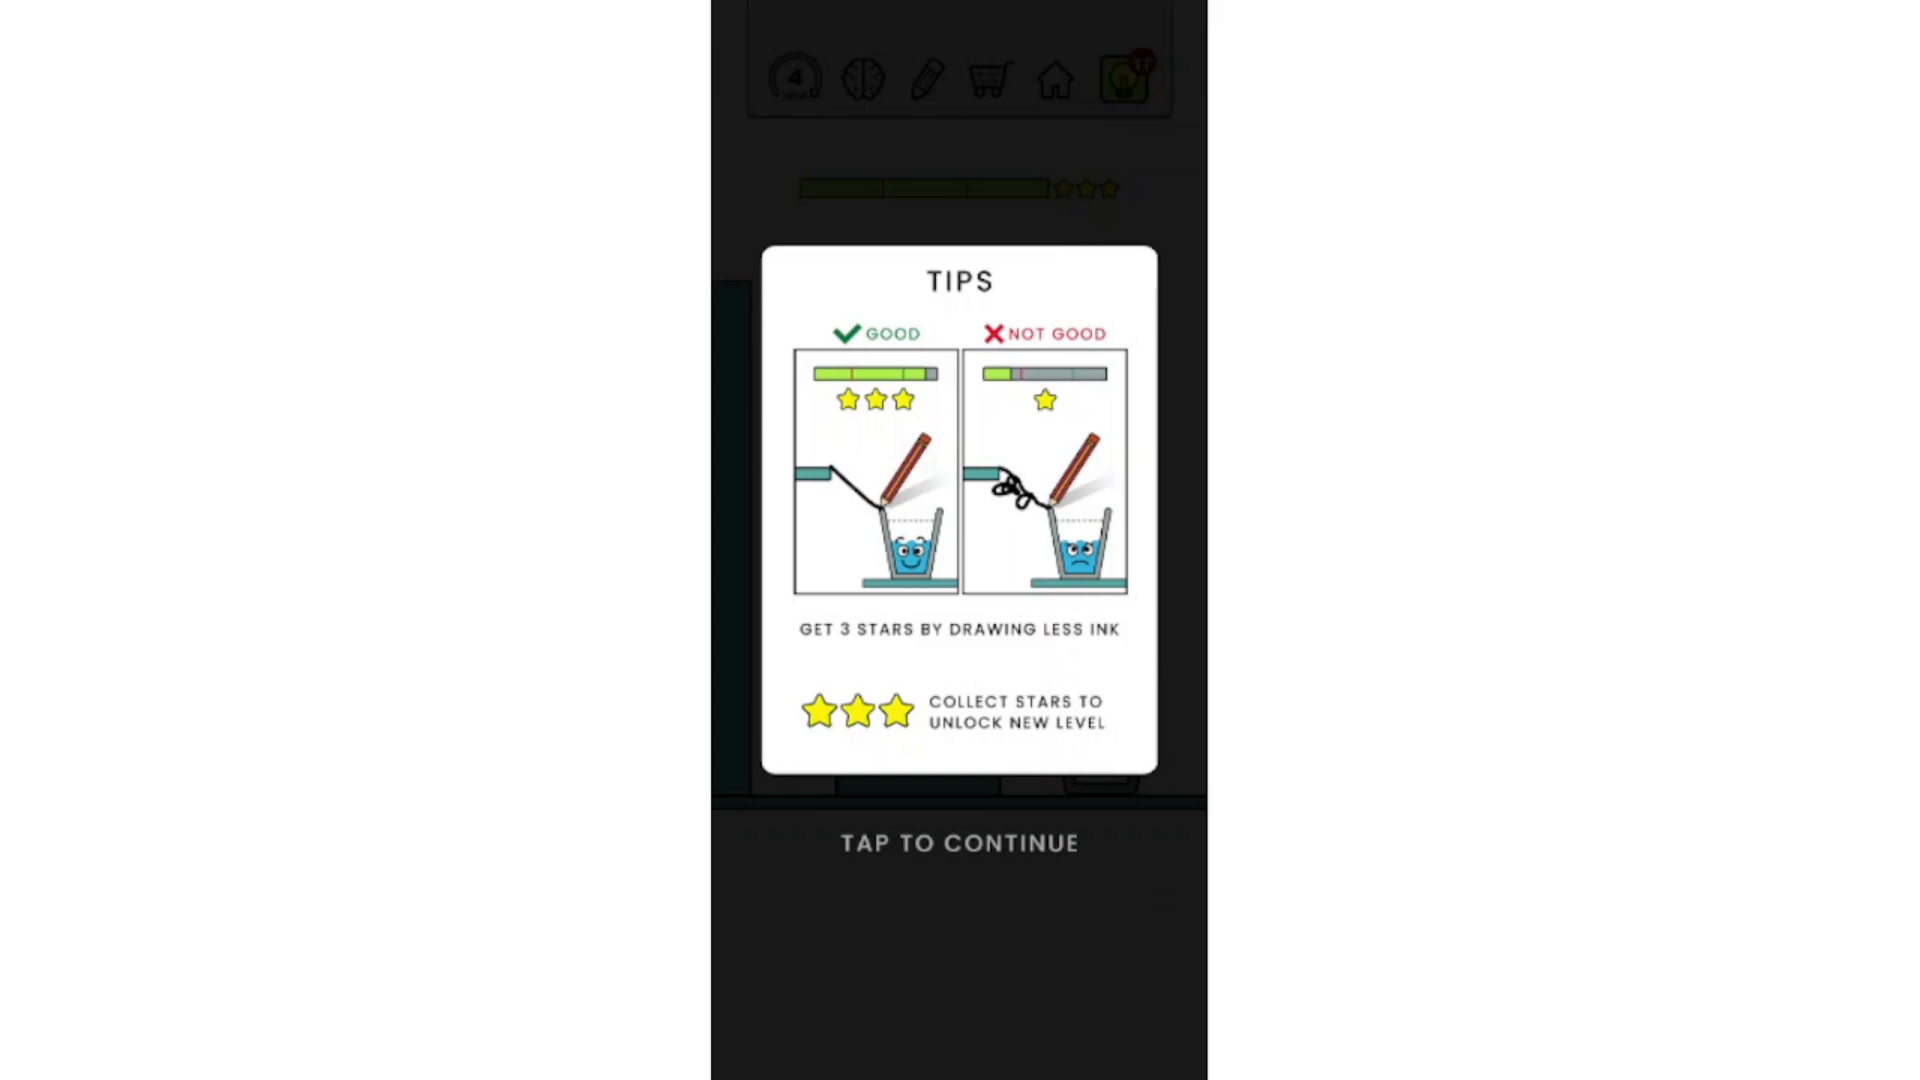 4
TIPS
GOOD
NOT GOOD
GET 3 STARS BY DRAWING LESS INK
COLLECT STARS TO
UNLOCK NEW LEVEL
TAP TO CONTINUE